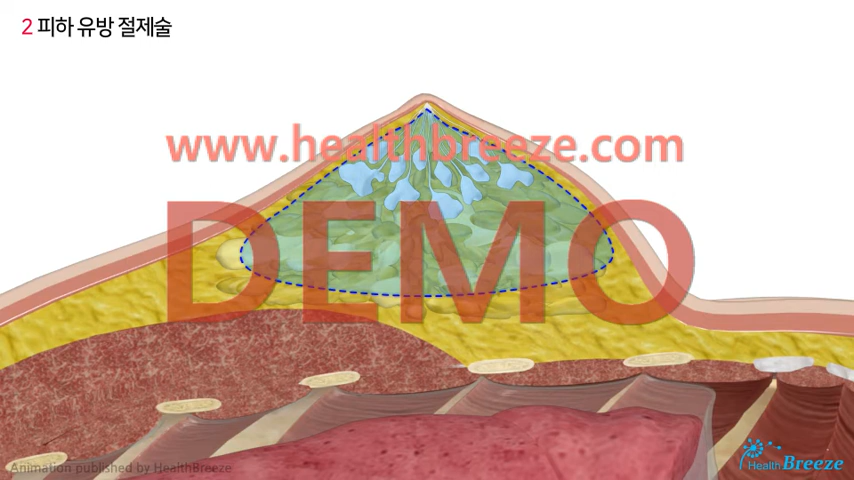 2 피하 유방 절제술
www.healthbreeze.com
DEMO
Animation published by HealthBreeze
Health Breeze